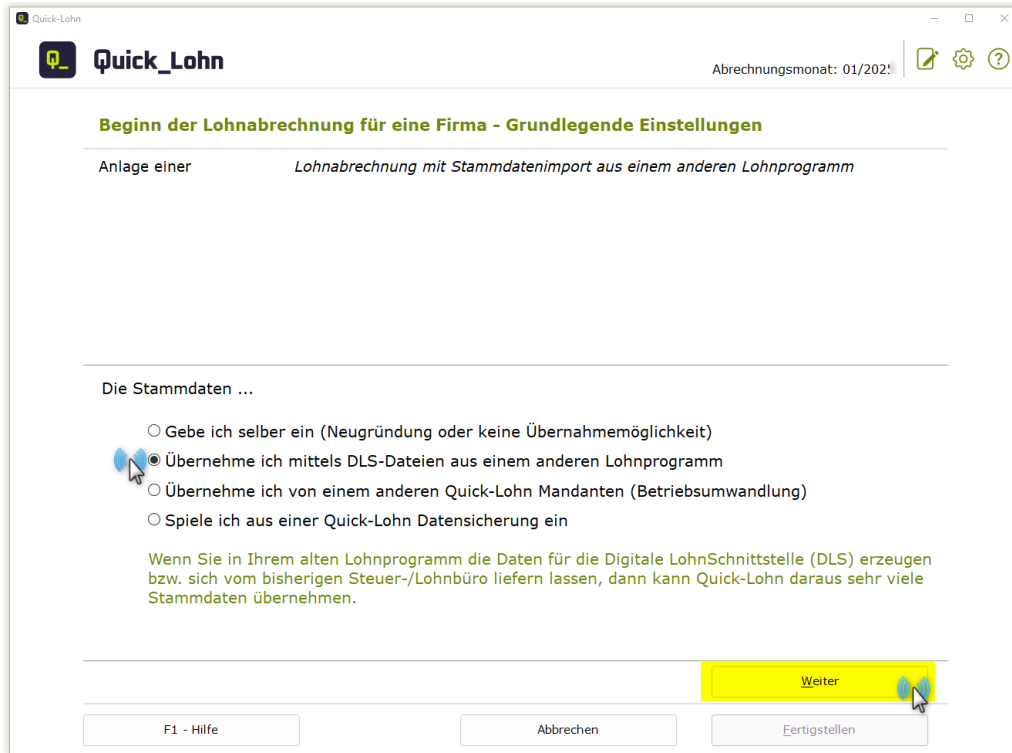 Quick-Lohn
Q_ Quick_Lohn
Abrechnungsmonat: 01/2025
Beginn der Lohnabrechnung für eine Firma - Grundlegende Einstellungen
Anlage einer Lohnabrechnung mit Stammdatenimport aus einem anderen Lohnprogramm
Die Stammdaten ...
Gebe ich selber ein (Neugründung oder keine Übernahmemöglichkeit)
Übernehme ich mittels DLS-Dateien aus einem anderen Lohnprogramm
Übernehme ich von einem anderen Quick-Lohn Mandanten (Betriebsumwandlung)
Spiele ich aus einer Quick-Lohn Datensicherung ein
Wenn Sie in Ihrem alten Lohnprogramm die Daten für die Digitale LohnSchnittstelle (DLS) erzeugen
bzw. sich vom bisherigen Steuer-/Lohnbüro liefern lassen, dann kann Quick-Lohn daraus sehr viele
Stammdaten übernehmen.
Weiter
F1 - Hilfe Abbrechen Fertigstellen